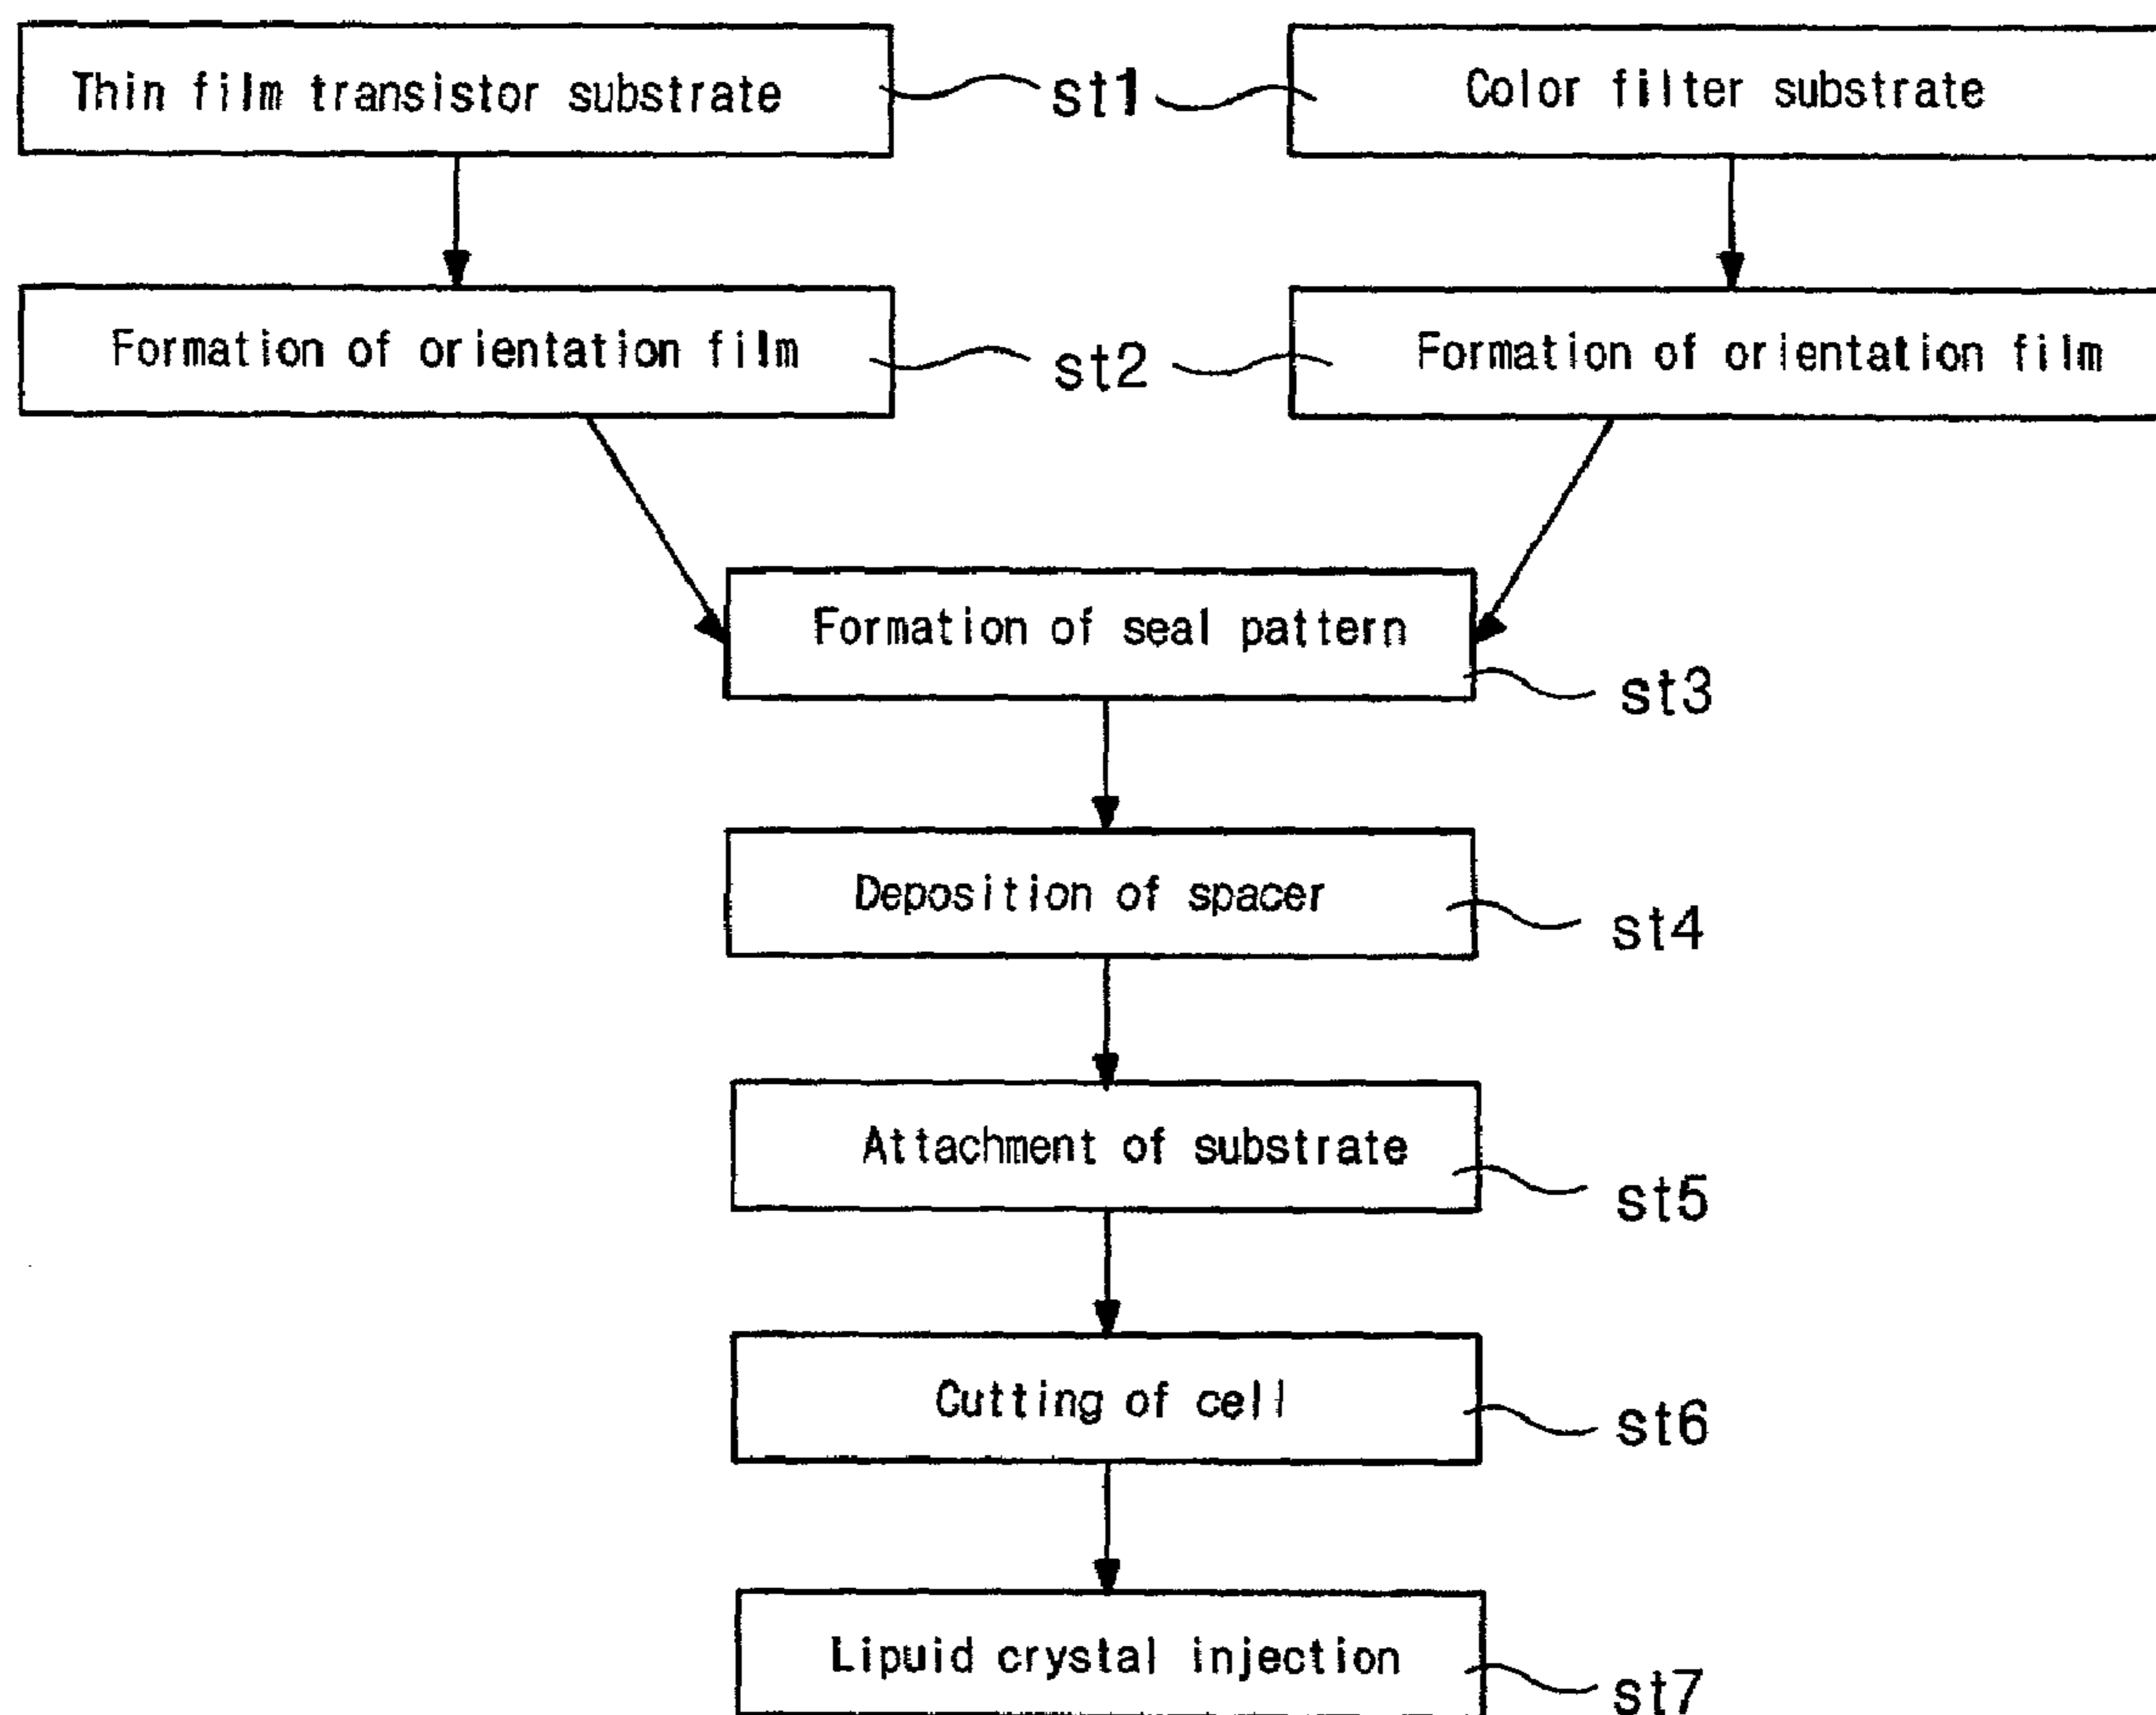 Thin film transistor substrate
st1
Color filter substrate
Formation of orientation film
st2
Formation of orientation film
Formation of seal pattern
st3
Deposition of spacer
st4
Attachment of substrate
st5
Cutting of cell
st6
Lipuid crystal injection
st7